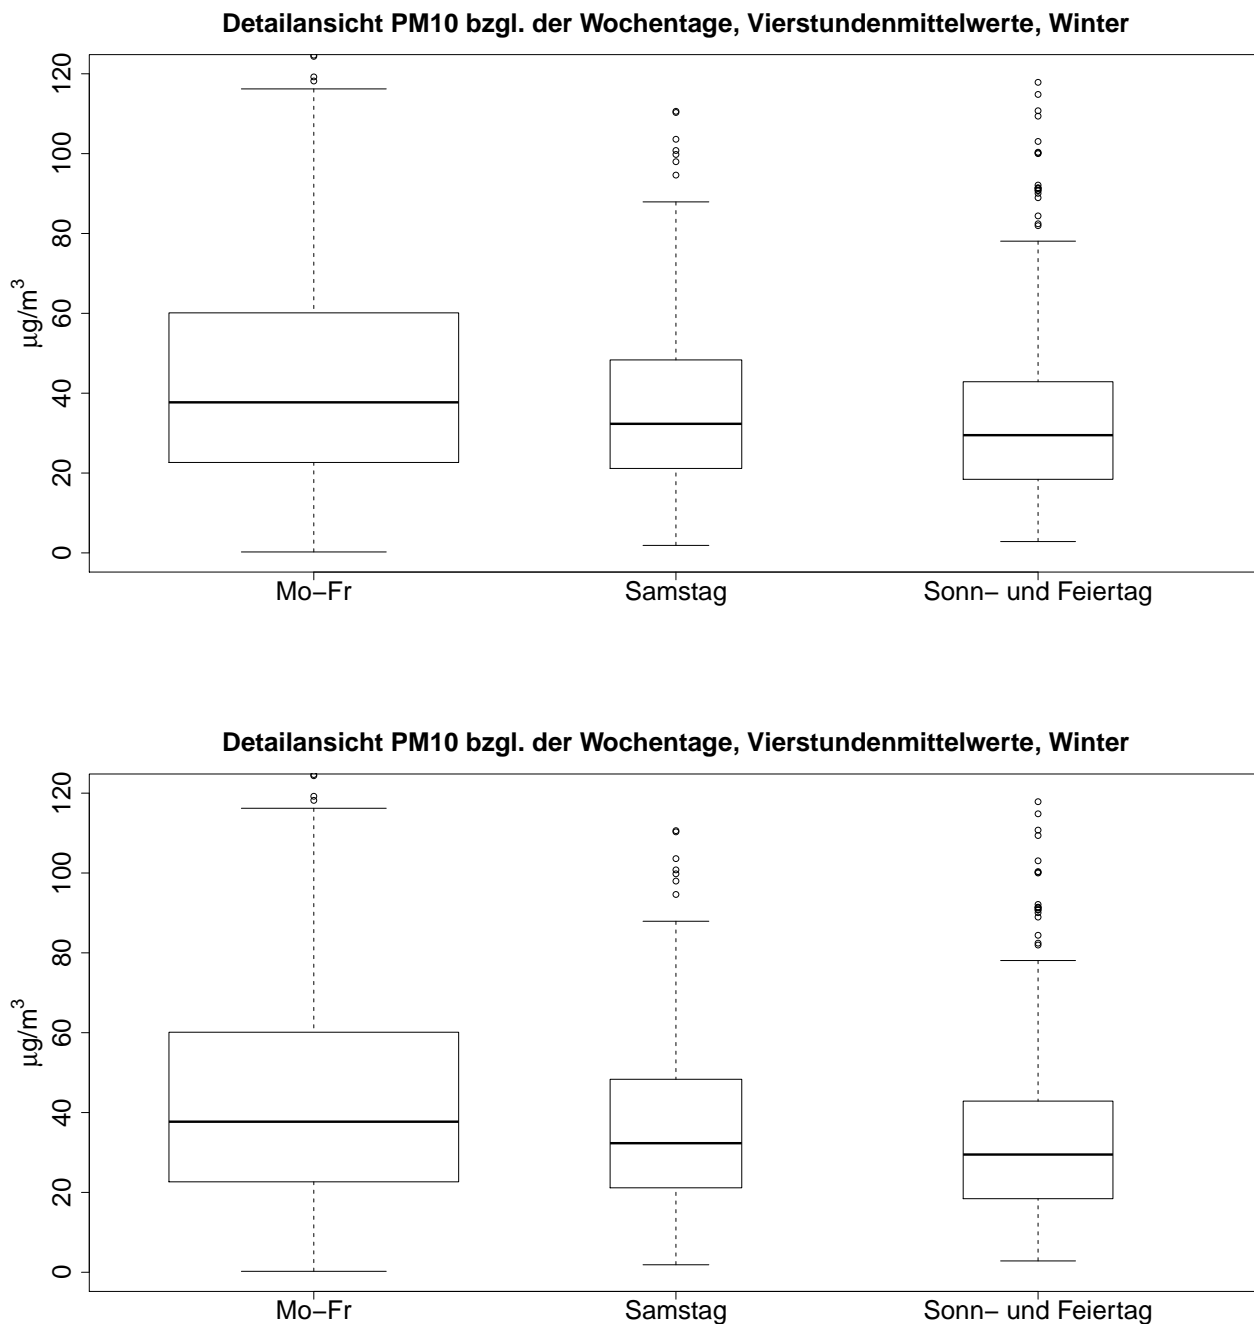 Detailansicht PM10 bzgl. der Wochentage, Vierstundenmittelwerte, Winter
120
100
80
60
40
20
0
µg/m³
Mo−Fr Samstag Sonn− und Feiertag
Detailansicht PM10 bzgl. der Wochentage, Vierstundenmittelwerte, Winter
120
100
80
60
40
20
0
µg/m³
Mo−Fr Samstag Sonn− und Feiertag